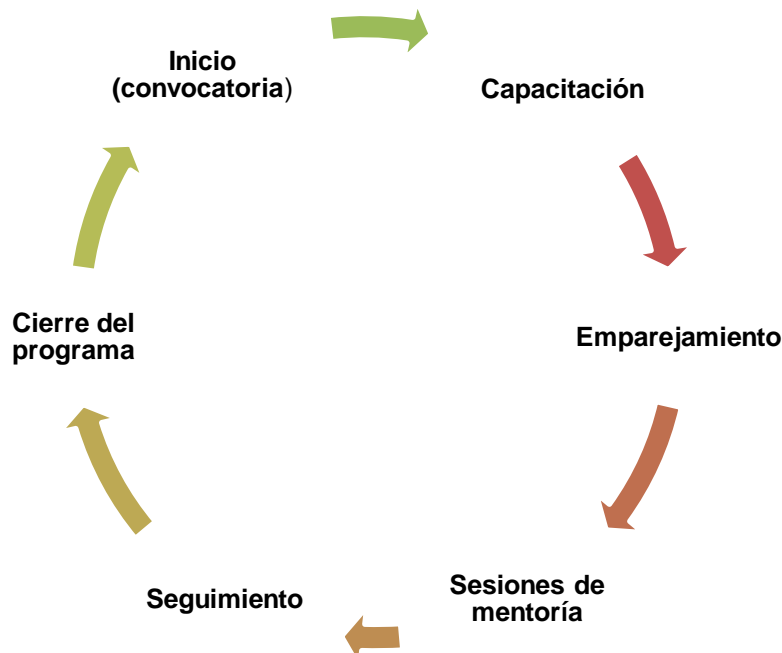 Inicio
(convocatoria)
Capacitación
Emparejamiento
Sesiones de
mentoría
Seguimiento
Cierre del
programa